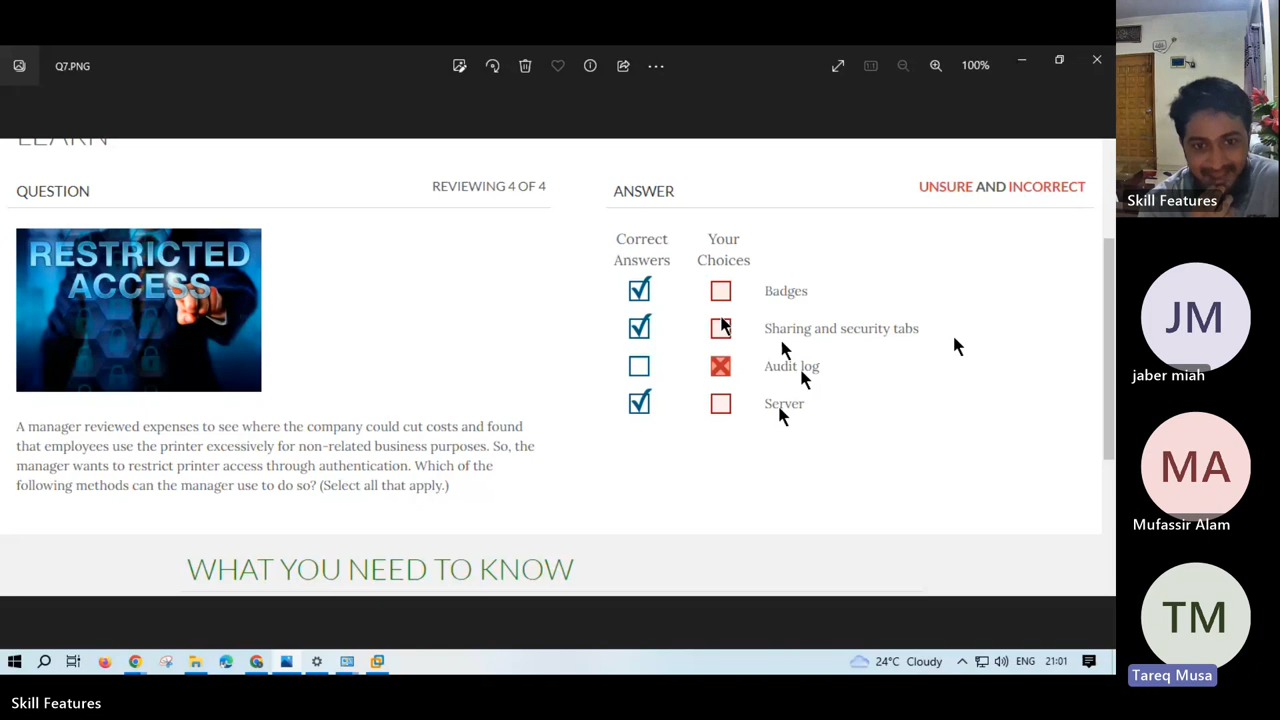 Q7.PNG
100%
LEARN
QUESTION
REVIEWING 4 OF 4
RESTRICTED
ACCESS
A manager reviewed expenses to see where the company could cut costs and found
that employees use the printer excessively for non-related business purposes. So, the
manager wants to restrict printer access through authentication. Which of the
following methods can the manager use to do so? (Select all that apply.)
ANSWER
UNSURE AND INCORRECT
Correct
Answers
Your
Choices
Badges
Sharing and security tabs
Audit log
Server
WHAT YOU NEED TO KNOW
24°C Cloudy
ENG
21:01
Skill Features
Skill Features
JM
jaber miah
MA
Mufassir Alam
TM
Tareq Musa